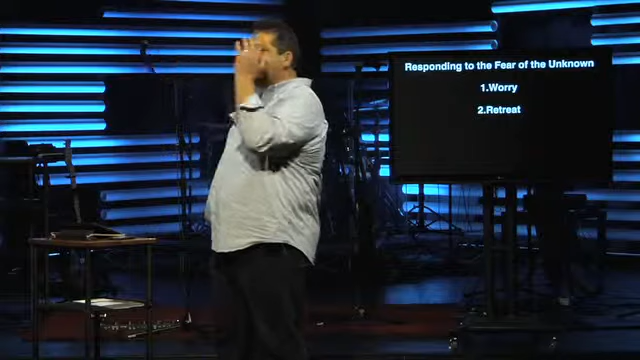 Responding to the Fear of the Unknown
1.Worry
2.Retreat